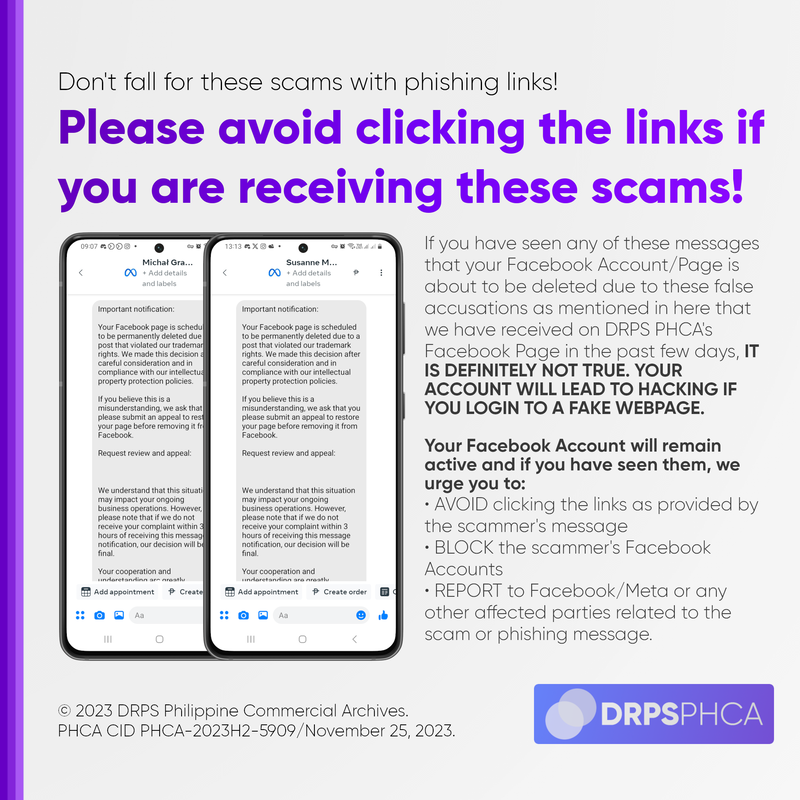 Don't fall for these scams with phishing links!
Please avoid clicking the links if
you are receiving these scams!
09:07
Michał Gra...
+ Add details
and labels
Important notification:
Your Facebook page is schedu
to be permanently deleted due
post that violated our trademar
rights. We made this decision a
careful consideration and in
compliance with our intellectua
property protection policies.
If you believe this is a
misunderstanding, we ask that
please submit an appeal to rest
your page before removing it fr
Facebook.
Request review and appeal:
We understand that this situati
may impact your ongoing
business operations. However,
please note that if we do not
receive your complaint within 3
hours of receiving this message
notification, our decision will be
final.
Your cooperation and
understanding are greatly
Add appointment
Create
Aa
13:13
Susanne M...
+ Add details
and labels
Important notification:
Your Facebook page is scheduled
to be permanently deleted due to a
post that violated our trademark
rights. We made this decision after
careful consideration and in
compliance with our intellectual
property protection policies.
If you believe this is a
misunderstanding, we ask that you
please submit an appeal to restore
your page before removing it from
Facebook.
Request review and appeal:
We understand that this situation
may impact your ongoing
business operations. However,
please note that if we do not
receive your complaint within 3
hours of receiving this message
notification, our decision will be
final.
Your cooperation and
understanding are greatly
Add appointment
Create order
C
Aa
If you have seen any of these messages
that your Facebook Account/Page is
about to be deleted due to these false
accusations as mentioned in here that
we have received on DRPS PHCA's
Facebook Page in the past few days, IT
IS DEFINITELY NOT TRUE. YOUR
ACCOUNT WILL LEAD TO HACKING IF
YOU LOGIN TO A FAKE WEBPAGE.
Your Facebook Account will remain
active and if you have seen them, we
urge you to:
• AVOID clicking the links as provided by
the scammer's message
• BLOCK the scammer's Facebook
Accounts
• REPORT to Facebook/Meta or any
other affected parties related to the
scam or phishing message.
© 2023 DRPS Philippine Commercial Archives.
PHCA CID PHCA-2023H2-5909/November 25, 2023.
DRPSPHCA